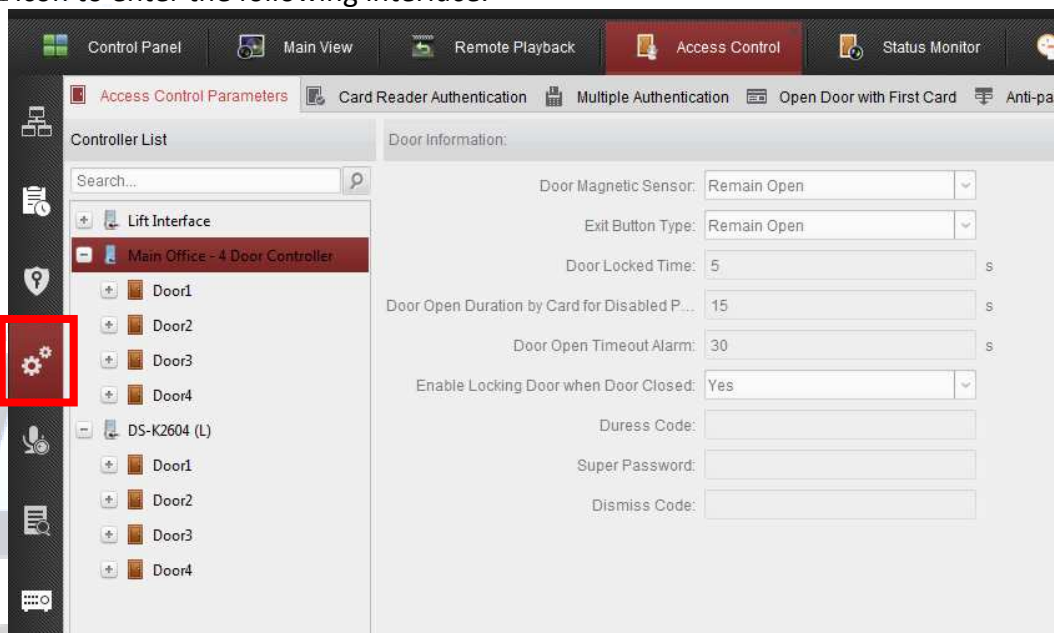 icon to enter the following interface.
Control Panel Main View Remote Playback Access Control Status Monitor
Access Control Parameters Card Reader Authentication Multiple Authentication Open Door with First Card Anti-pa
Controller List Door Information:
Search...
Door Magnetic Sensor: Remain Open
Lift Interface
Exit Button Type: Remain Open
Main Office - 4 Door Controller
Door Locked Time: 5 s
Door1
Door Open Duration by Card for Disabled P... 15 s
Door2
Door Open Timeout Alarm: 30 s
Door3
Enable Locking Door when Door Closed: Yes
Door4
Duress Code:
DS-K2604 (L)
Super Password:
Door1
Dismiss Code:
Door2
Door3
Door4